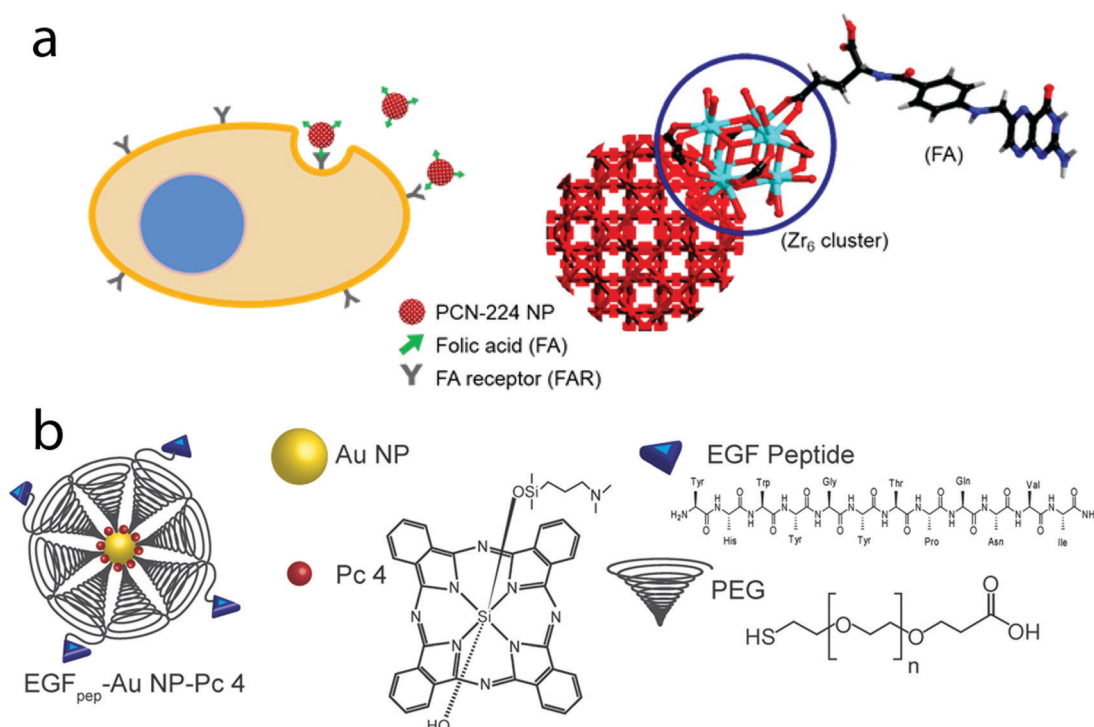 a
(FA)
(Zr6 cluster)
PCN-224 NP
Folic acid (FA)
FA receptor (FAR)
b
Au NP
EGF Peptide
Tyr Trp Gly Thr Gln Val
H2N O O O O O O O O O O O NH
His Tyr Tyr Pro Asn Ile
Pc 4
OSi N
N N N N Si N N N N
HO
PEG
HS O O n O OH
EGFpep-Au NP-Pc 4